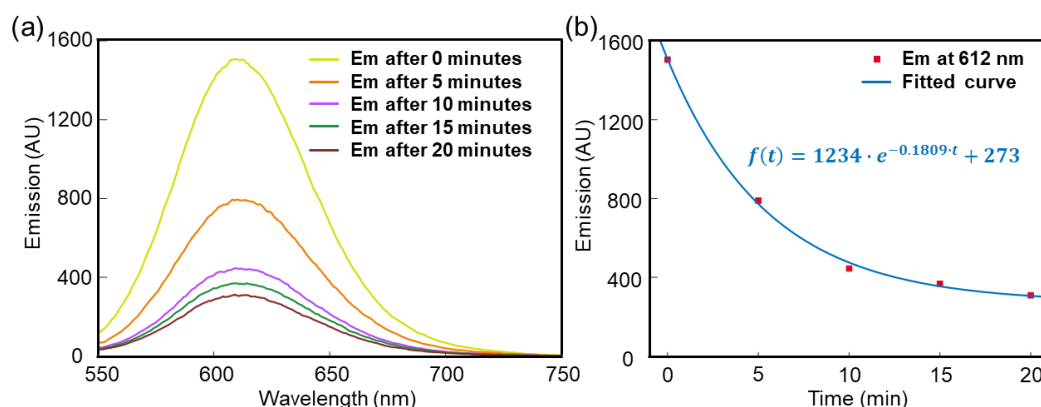 (a)
1600
1200
800
400
0
550
600
650
700
750
Emission (AU)
Wavelength (nm)
Em after 0 minutes
Em after 5 minutes
Em after 10 minutes
Em after 15 minutes
Em after 20 minutes
(b)
1600
1200
800
400
0
0
5
10
15
20
Emission (AU)
Time (min)
Em at 612 nm
Fitted curve
f(t) = 1234 · e^{-0.1809·t} + 273